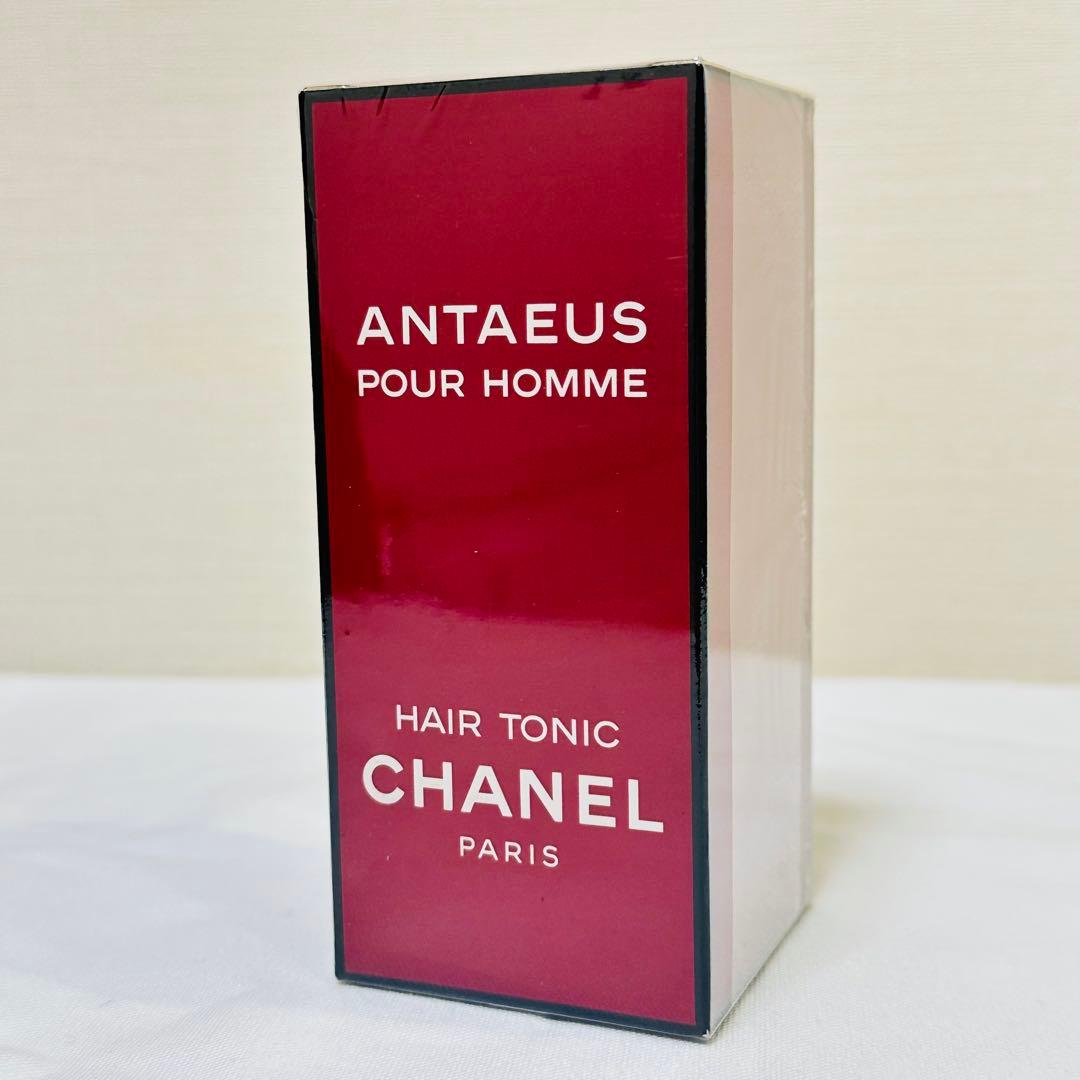 ANTAEUS
POUR HOMME
HAIR TONIC
CHANEL
PARIS